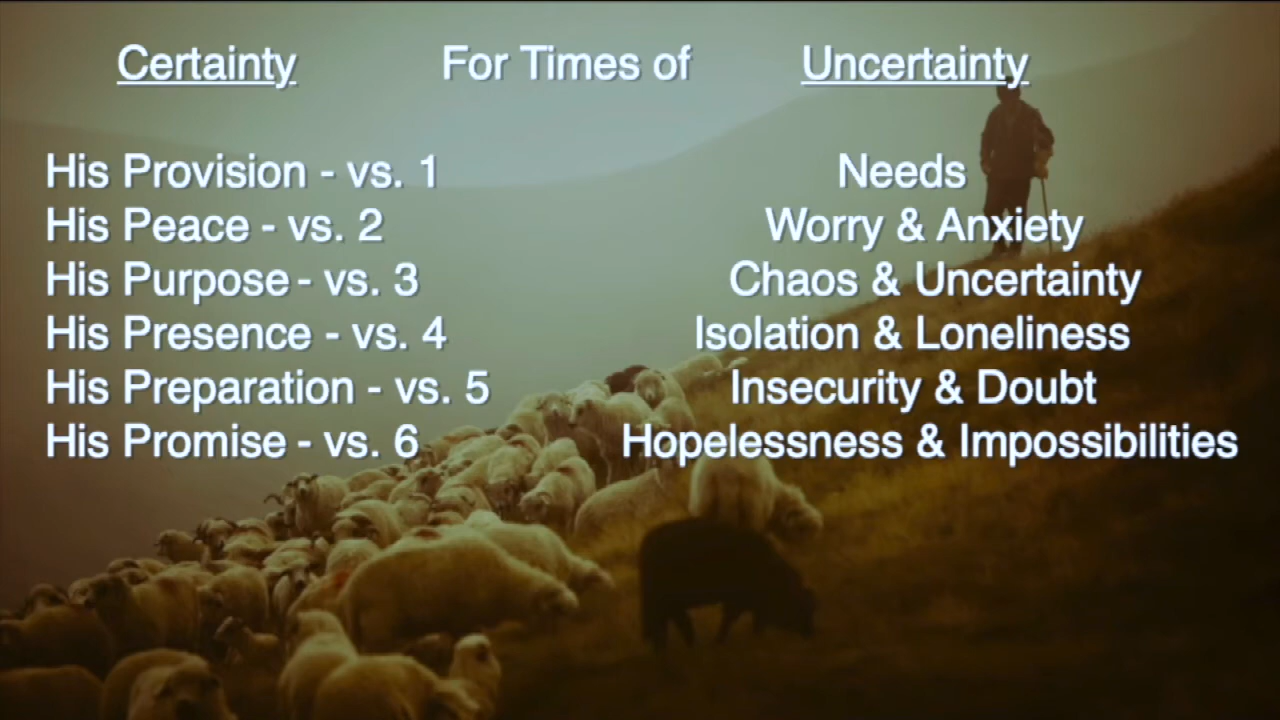 Certainty For Times of Uncertainty
His Provision - vs. 1 Needs
His Peace - vs. 2 Worry & Anxiety
His Purpose - vs. 3 Chaos & Uncertainty
His Presence - vs. 4 Isolation & Loneliness
His Preparation - vs. 5 Insecurity & Doubt
His Promise - vs. 6 Hopelessness & Impossibilities